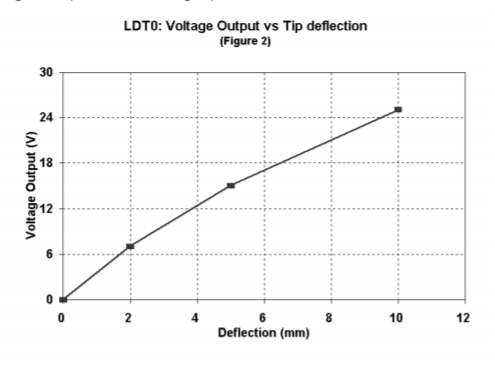 LDT0: Voltage Output vs Tip deflection
(Figure 2)
30
24
18
12
6
0
Voltage Output (V)
0 2 4 6 8 10 12
Deflection (mm)